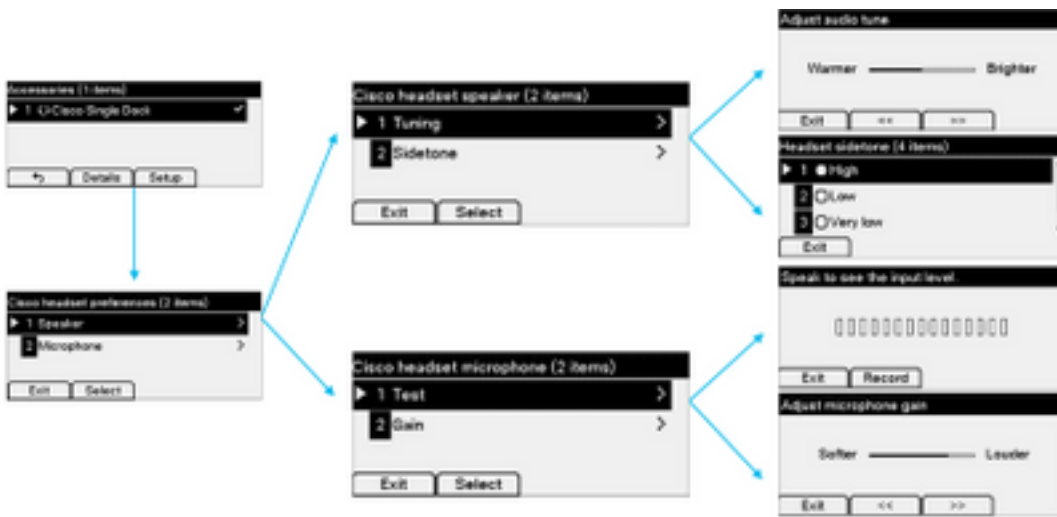 Accessories (1 items)
1 Cisco Single Dock
Details Setup
Cisco headset preferences (2 items)
1 Speaker
2 Microphone
Exit Select
Cisco headset speaker (2 items)
1 Tuning
2 Sidetone
Exit Select
Cisco headset microphone (2 items)
1 Test
2 Gain
Exit Select
Adjust audio tune
Warmer Brighter
Exit << >>
Headset sidetone (4 items)
1 High
2 Low
3 Very low
Exit
Speak to see the input level.
Exit Record
Adjust microphone gain
Softer Louder
Exit << >>